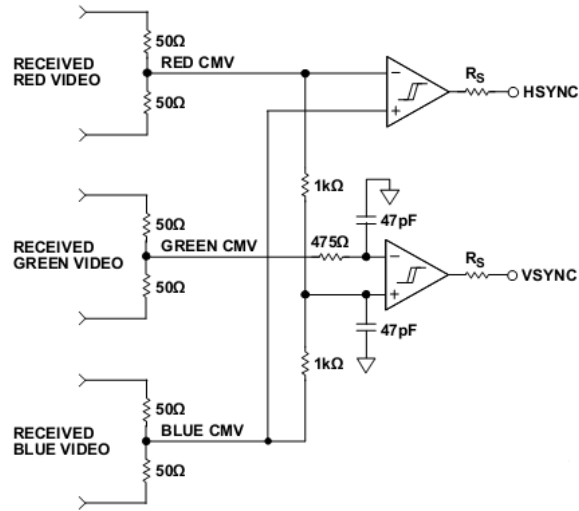 50Ω
RECEIVED
RED VIDEO
RED CMV
50Ω
RS
HSYNC
1kΩ
47pF
50Ω
RECEIVED
GREEN VIDEO
GREEN CMV
475Ω
50Ω
RS
VSYNC
47pF
1kΩ
50Ω
RECEIVED
BLUE VIDEO
BLUE CMV
50Ω